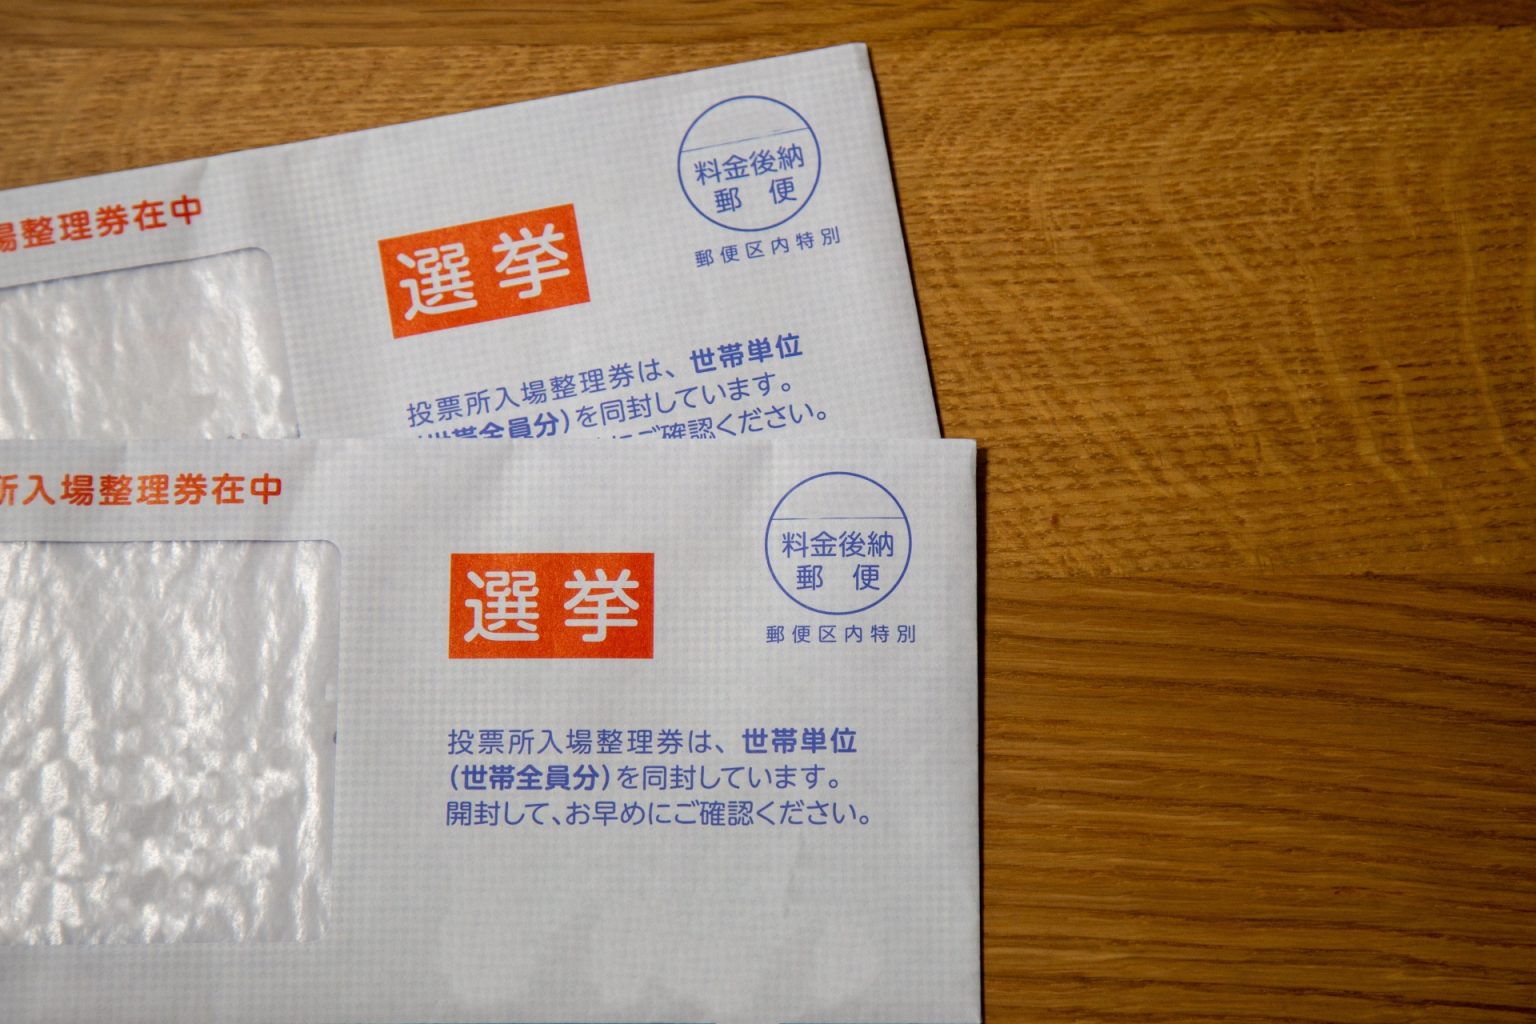 場整理券在中
料金後納
郵 便
郵便区内特別
選挙
投票所入場整理券は、世帯単位
(世帯全員分)を同封しています。
にご確認ください。
所入場整理券在中
料金後納
郵 便
郵便区内特別
選挙
投票所入場整理券は、世帯単位
(世帯全員分)を同封しています。
開封して、お早めにご確認ください。